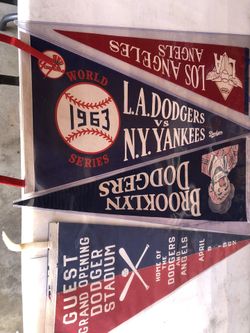 LOS ANGELES
ANGELS
WORLD
1963
SERIES
L.A. DODGERS
VS
N.Y. YANKEES
BROOKLYN
DODGERS
GUEST
GRAND OPENING
DODGER
STADIUM
HOME OF
THE
DODGERS
AND
ANGELS
APRIL